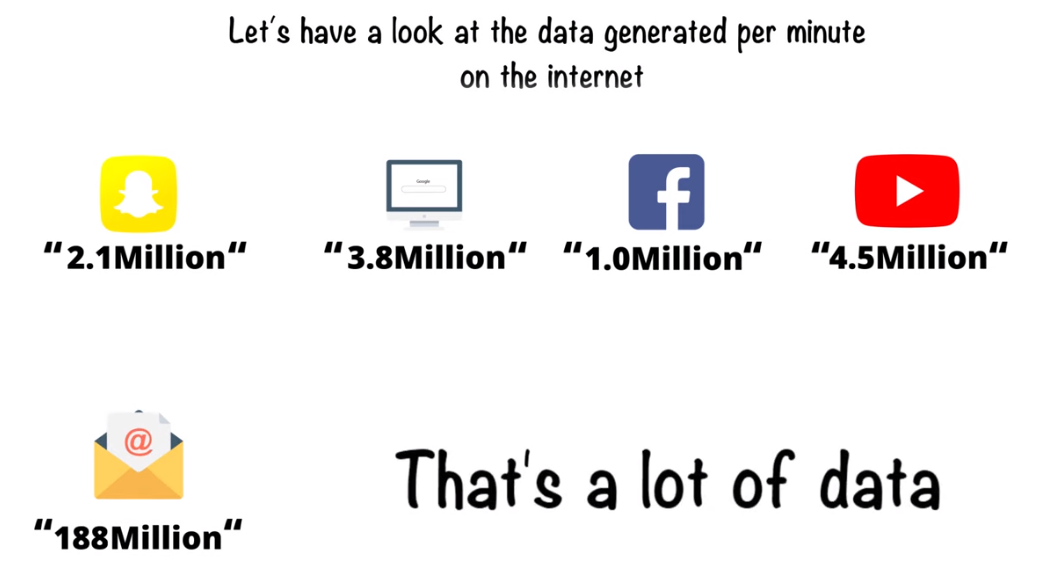 Let's have a look at the data generated per minute
on the internet
Google
“2.1Million“
“3.8Million“
“1.0Million“
“4.5Million“
@
“188Million“
That's a lot of data